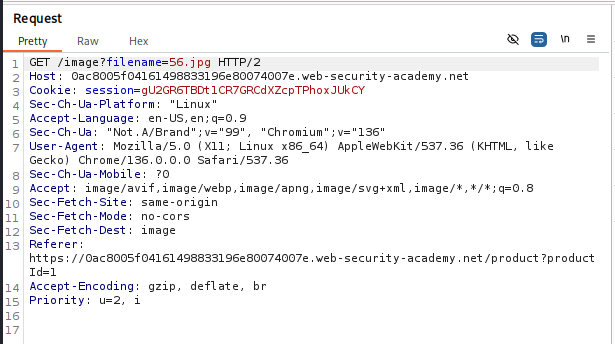 Request
Pretty Raw Hex \n
1 GET /image?filename=56.jpg HTTP/2
2 Host: 0ac8005f04161498833196e80074007e.web-security-academy.net
3 Cookie: session=gU2GR6TBDt1CR7GRCdXZcpTPhoxJUkCY
4 Sec-Ch-Ua-Platform: "Linux"
5 Accept-Language: en-US,en;q=0.9
6 Sec-Ch-Ua: "Not.A/Brand";v="99", "Chromium";v="136"
7 User-Agent: Mozilla/5.0 (X11; Linux x86_64) AppleWebKit/537.36 (KHTML, like
Gecko) Chrome/136.0.0.0 Safari/537.36
8 Sec-Ch-Ua-Mobile: ?0
9 Accept: image/avif,image/webp,image/apng,image/svg+xml,image/*,*/*;q=0.8
10 Sec-Fetch-Site: same-origin
11 Sec-Fetch-Mode: no-cors
12 Sec-Fetch-Dest: image
13 Referer:
https://0ac8005f04161498833196e80074007e.web-security-academy.net/product?product
Id=1
14 Accept-Encoding: gzip, deflate, br
15 Priority: u=2, i
16
17